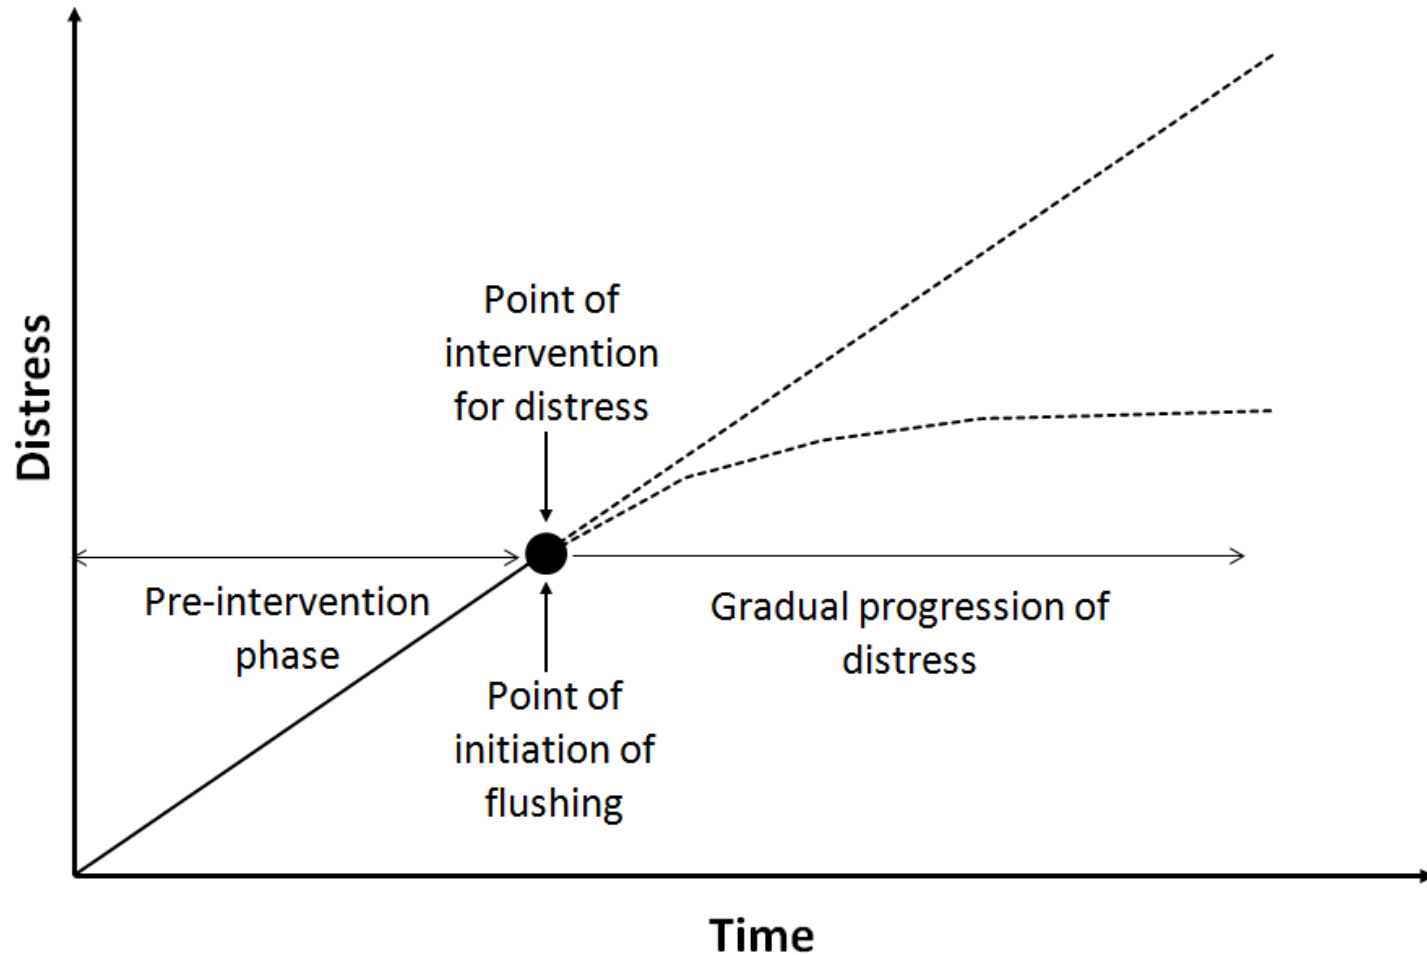 Point of
intervention
for distress
Distress
Pre-intervention
phase
Gradual progression of
distress
Point of
initiation of
flushing
Time